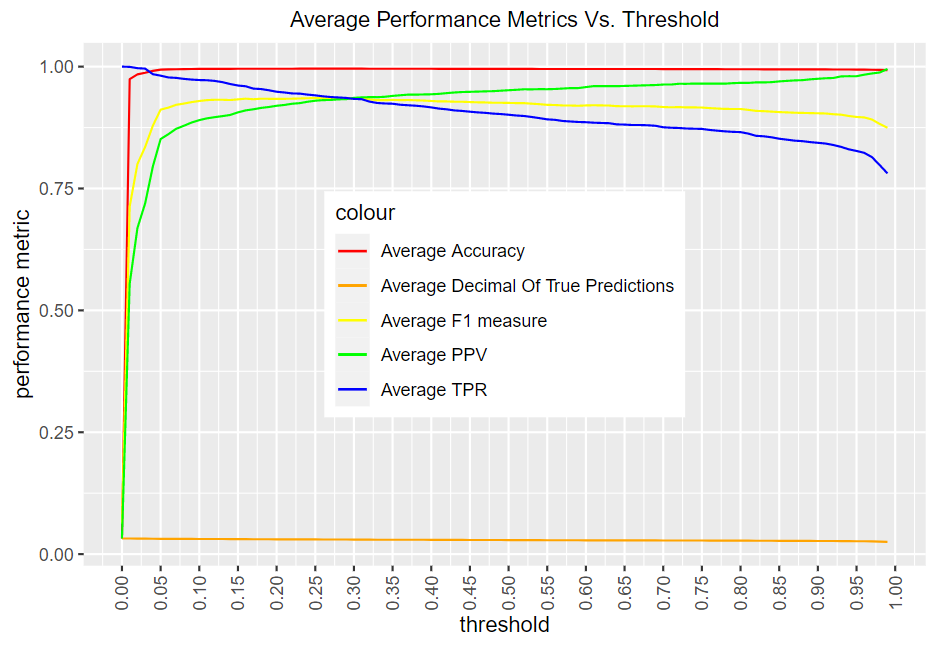 Average Performance Metrics Vs. Threshold
performance metric
1.00
0.75
0.50
0.25
0.00
colour
Average Accuracy
Average Decimal Of True Predictions
Average F1 measure
Average PPV
Average TPR
0.00 0.05 0.10 0.15 0.20 0.25 0.30 0.35 0.40 0.45 0.50 0.55 0.60 0.65 0.70 0.75 0.80 0.85 0.90 0.95 1.00
threshold